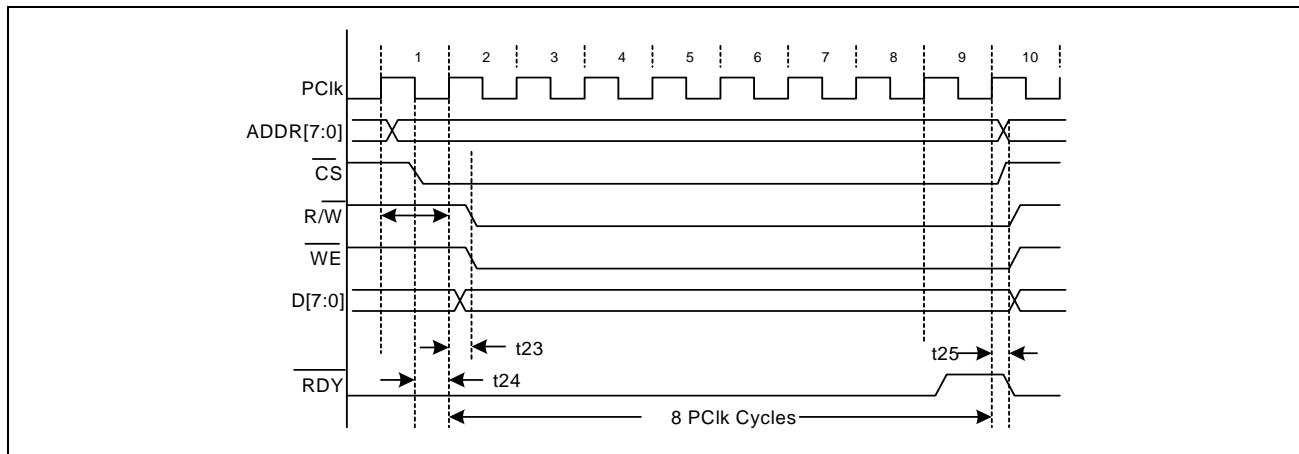 1 2 3 4 5 6 7 8 9 10
PClk
ADDR[7:0]
CS
R/W
WE
D[7:0]
t23
t25
RDY
t24
8 PClk Cycles